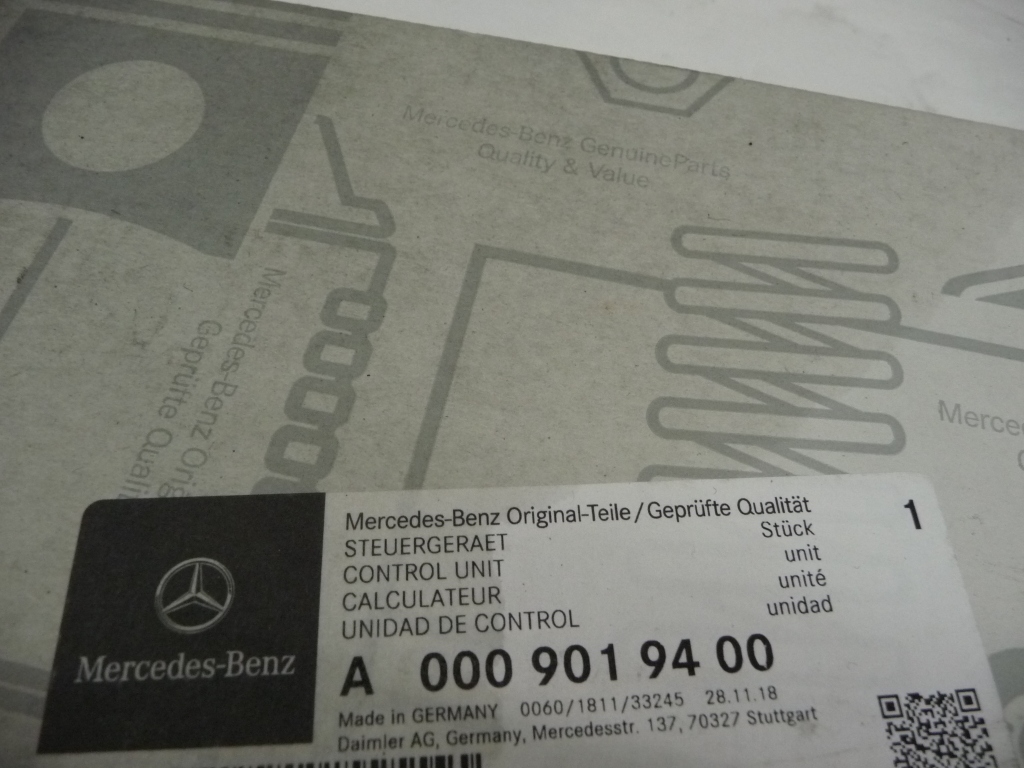 Mercedes-Benz GenuineParts
Quality & Value
Mercedes-Benz
Geprüfte
Mercedes-Benz Original-Teile/Geprüfte Qualität
STEUERGERAET Stück 1
CONTROL UNIT unit
CALCULATEUR unité
UNIDAD DE CONTROL unidad
Mercedes-Benz
A 000 901 94 00
Made in GERMANY 0060/1811/33245 28.11.18
Daimler AG, Germany, Mercedesstr. 137, 70327 Stuttgart